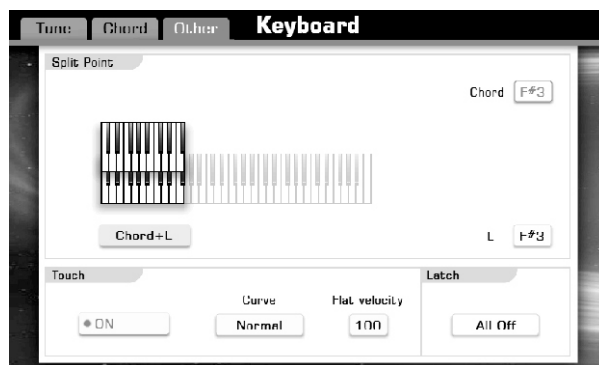 Tune Chord Other Keyboard
Split Point
Chord F#3
Chord+L
L F#3
Touch
Latch
Curve Flat velocity
ON Normal 100 All Off